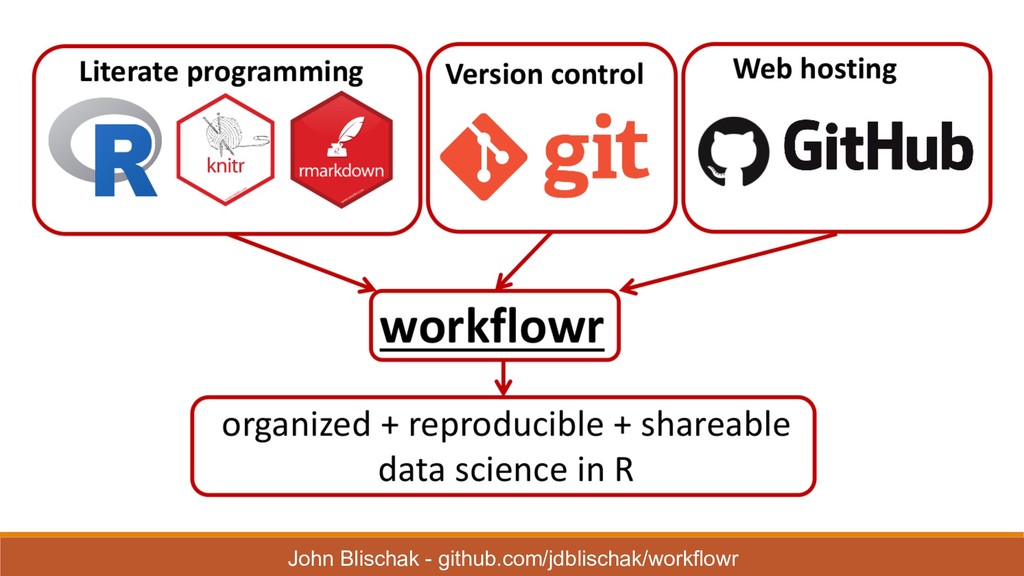 Literate programming
Version control
Web hosting
R
knitr
rmarkdown
git
GitHub
workflowr
organized + reproducible + shareable
data science in R
John Blischak - github.com/jdblischak/workflowr